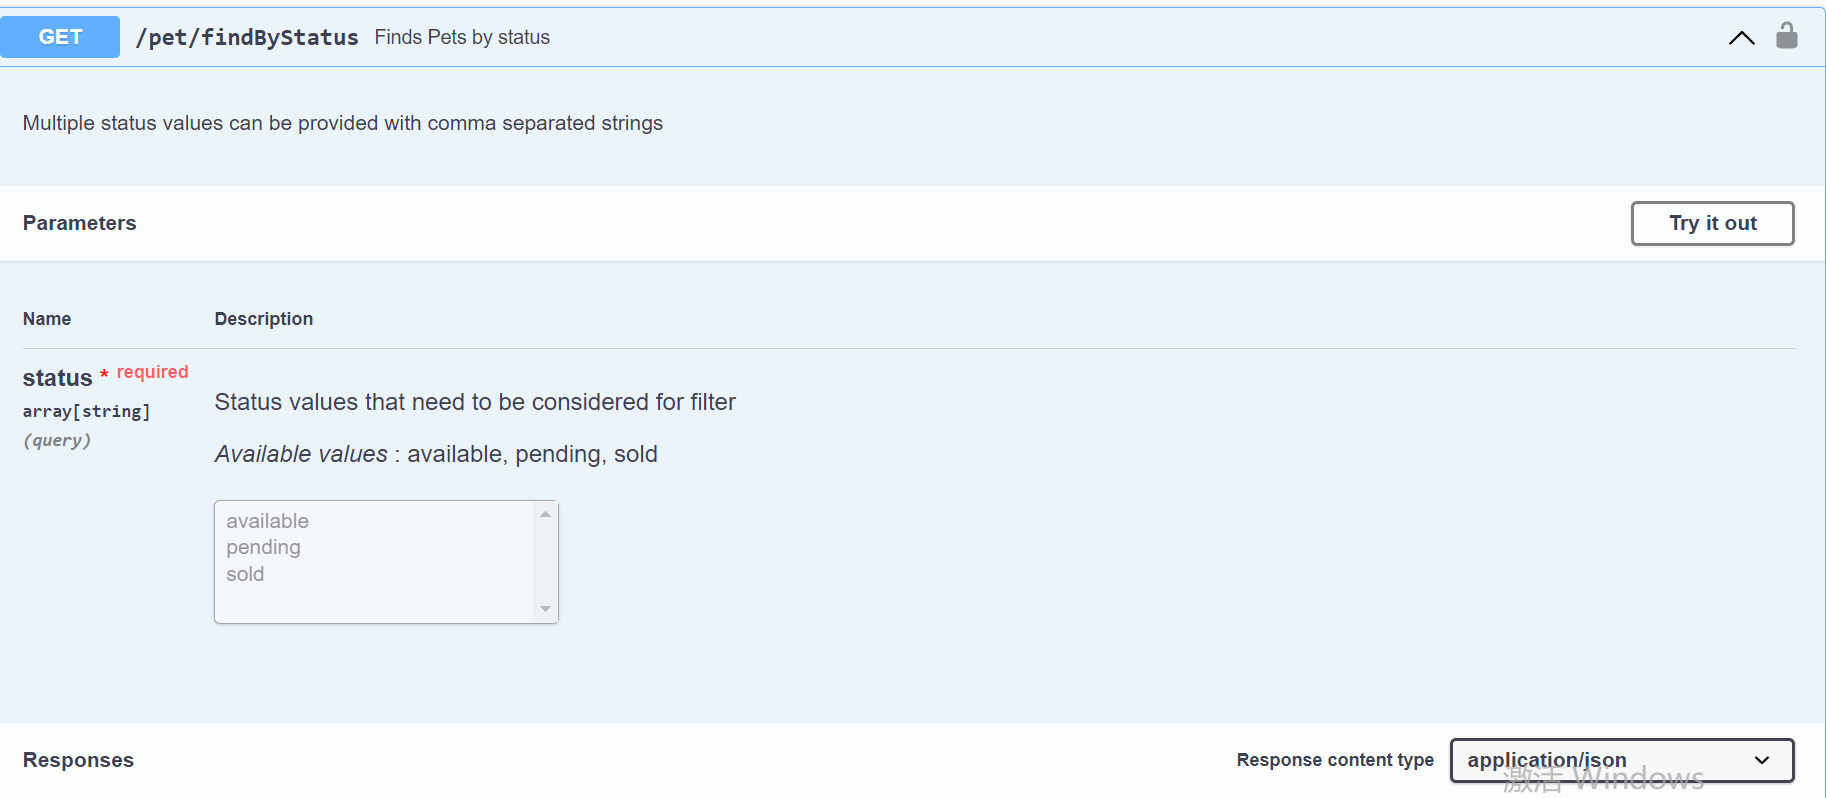 GET /pet/findByStatus Finds Pets by status
Multiple status values can be provided with comma separated strings
Parameters
Try it out
Name Description
status * required
array[string]
(query)
Status values that need to be considered for filter
Available values : available, pending, sold
available
pending
sold
Responses
Response content type application/json
激活 Windows